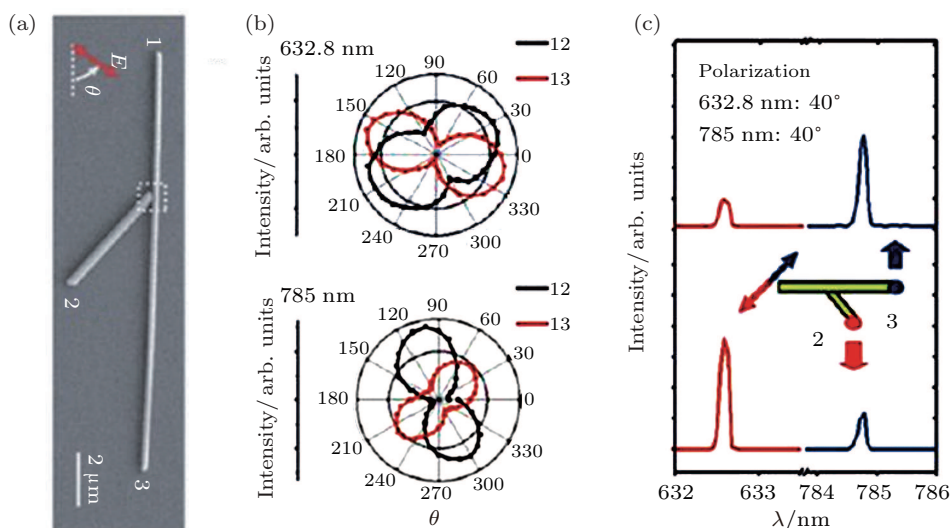 (a)
1
E
θ
2
3
2 μm
(b)
632.8 nm
12
13
Intensity/arb. units
90
120
60
150
30
180
0
210
330
240
300
270
785 nm
12
13
Intensity/arb. units
90
120
60
150
30
180
0
210
330
240
300
270
θ
(c)
Polarization
632.8 nm: 40°
785 nm: 40°
Intensity/arb. units
2
3
632
633
784
785
786
λ/nm